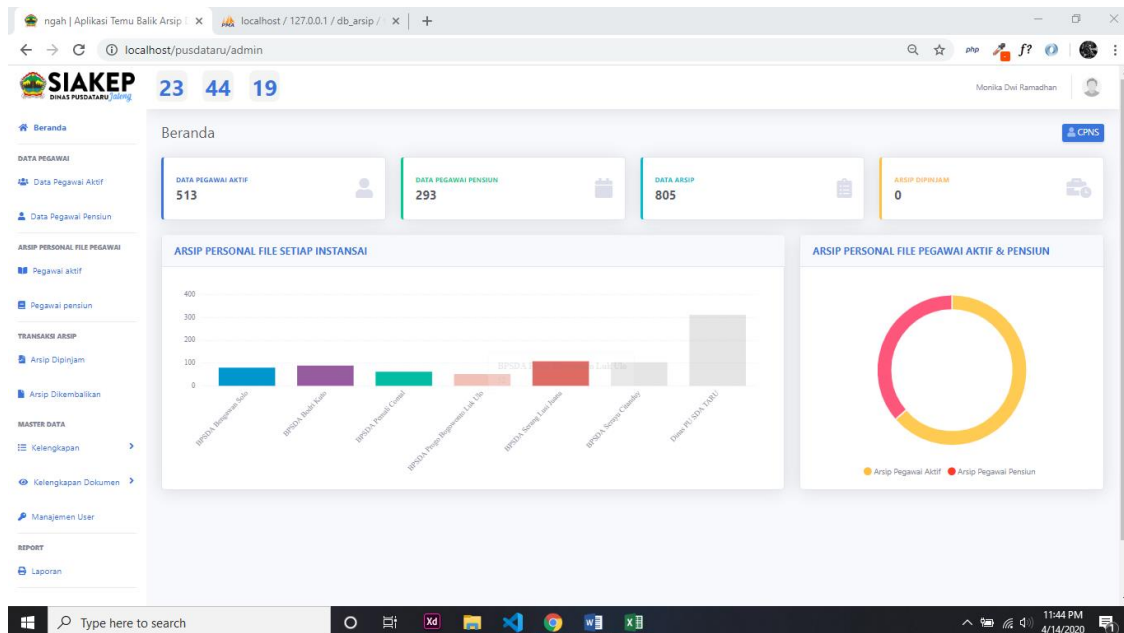 ngah | Aplikasi Temu Balik Arsip
localhost / 127.0.0.1 / db_arsip /
localhost/pusdataru/admin
php
f?
SIAKEP
DINAS PUSDATARU Jateng
23 44 19
Monika Dwi Ramadhan
Beranda
DATA PEGAWAI
Data Pegawai Aktif
Data Pegawai Pensiun
ARSIP PERSONAL FILE PEGAWAI
Pegawai aktif
Pegawai pensiun
TRANSAKSI ARSIP
Arsip Dipinjam
Arsip Dikembalikan
MASTER DATA
Kelengkapan
Kelengkapan Dokumen
Manajemen User
REPORT
Laporan
Beranda
CPNS
DATA PEGAWAI AKTIF
513
DATA PEGAWAI PENSIUN
293
DATA ARSIP
805
ARSIP DIPINJAM
0
ARSIP PERSONAL FILE SETIAP INSTANSAI
400
300
200
100
0
BPSDA Bengawan Solo
BPSDA Bodri Kuto
BPSDA Pemali Comal
BPSDA Progo Bogowonto Luk Ulo
BPSDA Serang Lusi Juana
BPSDA Serayu Citanduy
Dinas PU SDA TARU
ARSIP PERSONAL FILE PEGAWAI AKTIF & PENSIUN
Arsip Pegawai Aktif
Arsip Pegawai Pensiun
Type here to search
Xd
11:44 PM
4/14/2020